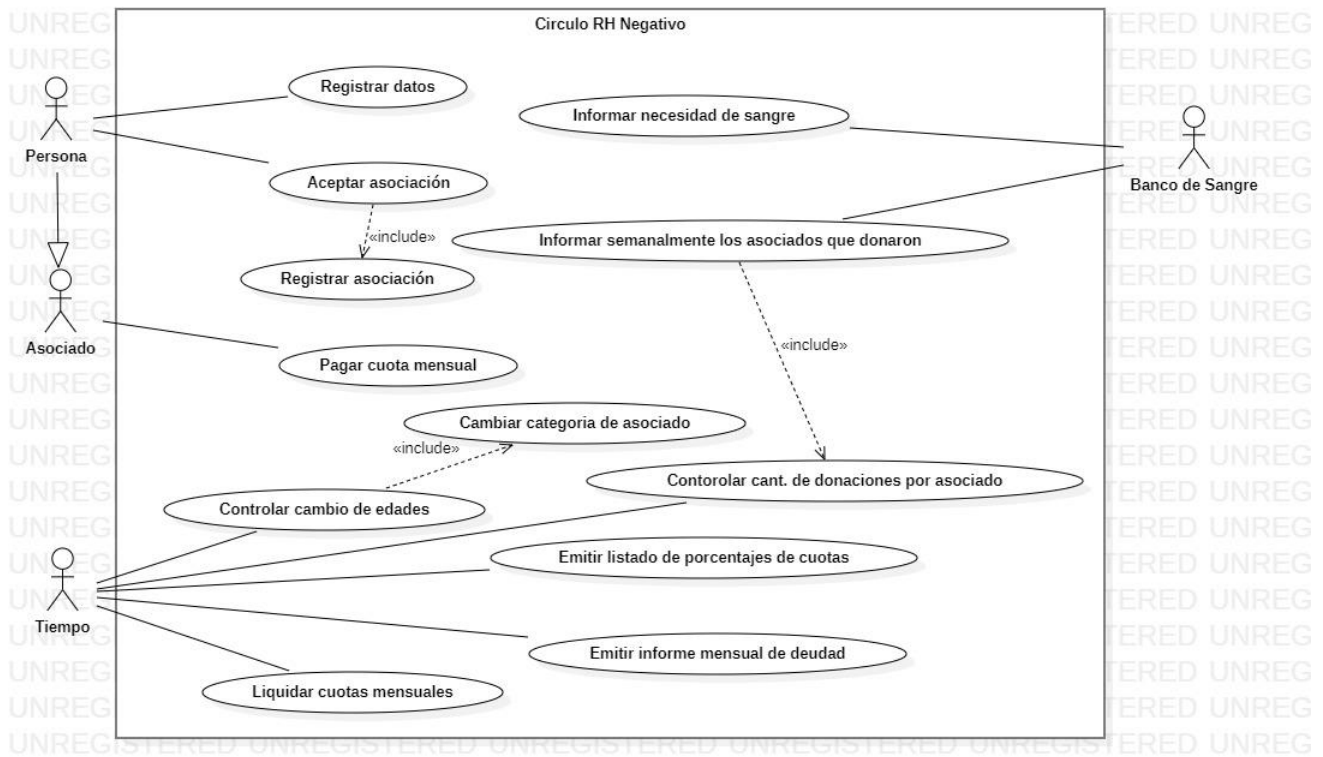 Circulo RH Negativo
Registrar datos
Informar necesidad de sangre
Persona
Aceptar asociación
Banco de Sangre
«include»
Informar semanalmente los asociados que donaron
Registrar asociación
Asociado
«include»
Pagar cuota mensual
Cambiar categoria de asociado
«include»
Contorolar cant. de donaciones por asociado
Controlar cambio de edades
Emitir listado de porcentajes de cuotas
Tiempo
Emitir informe mensual de deudad
Liquidar cuotas mensuales
UNREGISTERED UNREGISTERED UNREGISTERED UNREGISTERED UNREG